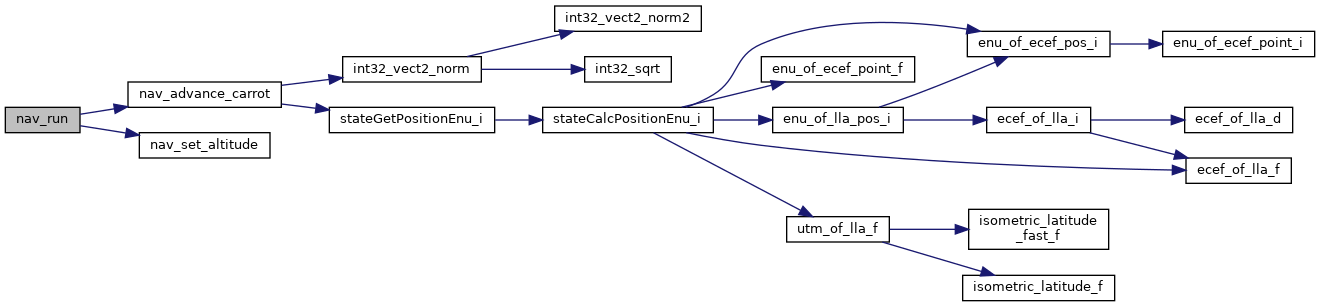 nav_run
nav_advance_carrot
nav_set_altitude
int32_vect2_norm
stateGetPositionEnu_i
int32_vect2_norm2
int32_sqrt
stateCalcPositionEnu_i
enu_of_ecef_point_f
enu_of_lla_pos_i
utm_of_lla_f
enu_of_ecef_pos_i
ecef_of_lla_i
isometric_latitude
_fast_f
isometric_latitude_f
enu_of_ecef_point_i
ecef_of_lla_d
ecef_of_lla_f